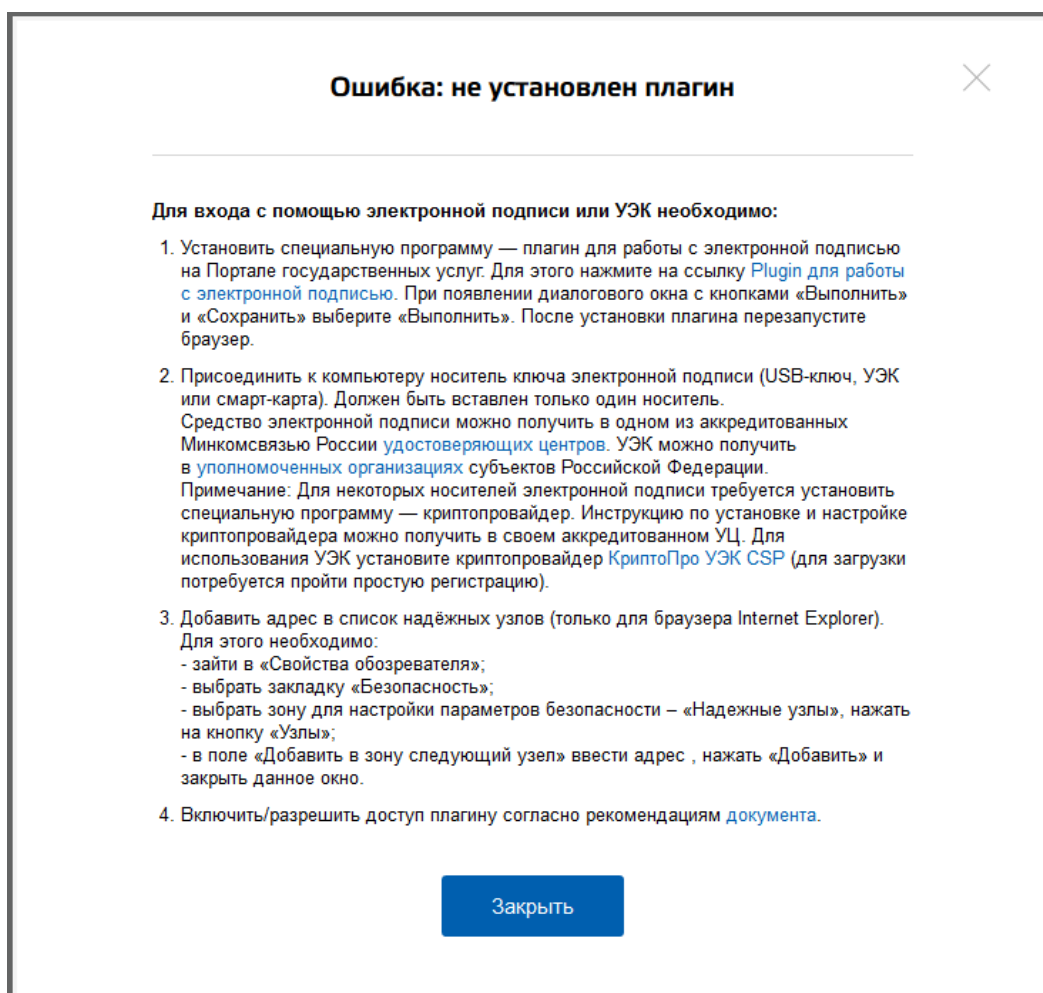 Ошибка: не установлен плагин
Для входа с помощью электронной подписи или УЭК необходимо:
1. Установить специальную программу — плагин для работы с электронной подписью
на Портале государственных услуг. Для этого нажмите на ссылку Plugin для работы
с электронной подписью. При появлении диалогового окна с кнопками «Выполнить»
и «Сохранить» выберите «Выполнить». После установки плагина перезапустите
браузер.
2. Присоединить к компьютеру носитель ключа электронной подписи (USB-ключ, УЭК
или смарт-карта). Должен быть вставлен только один носитель.
Средство электронной подписи можно получить в одном из аккредитованных
Минкомсвязью России удостоверяющих центров. УЭК можно получить
в уполномоченных организациях субъектов Российской Федерации.
Примечание: Для некоторых носителей электронной подписи требуется установить
специальную программу — криптопровайдер. Инструкцию по установке и настройке
криптопровайдера можно получить в своем аккредитованном УЦ. Для
использования УЭК установите криптопровайдер КриптоПро УЭК CSP (для загрузки
потребуется пройти простую регистрацию).
3. Добавить адрес в список надёжных узлов (только для браузера Internet Explorer).
Для этого необходимо:
- зайти в «Свойства обозревателя»;
- выбрать закладку «Безопасность»;
- выбрать зону для настройки параметров безопасности – «Надежные узлы», нажать
на кнопку «Узлы»;
- в поле «Добавить в зону следующий узел» ввести адрес , нажать «Добавить» и
закрыть данное окно.
4. Включить/разрешить доступ плагину согласно рекомендациям документа.
Закрыть